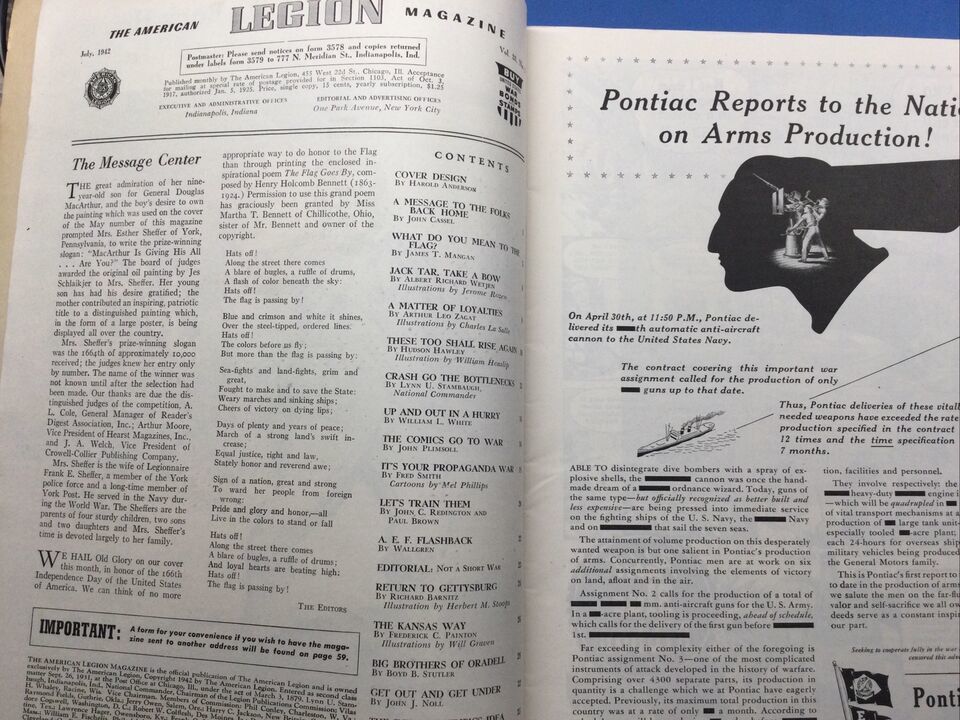 THE AMERICAN LEGION MAGAZINE
July, 1942
Postmaster: Please send notices on form 3578 and copies returned
under labels form 3579 to 777 N. Meridian St., Indianapolis, Ind.
Published monthly by The American Legion, 455 West 22d St., Chicago, Ill. Acceptance
for mailing at special rate of postage provided for in Section 1103, Act of Oct. 3,
1917, authorized Jan. 5, 1925. Price, single copy, 15 cents, yearly subscription, $1.25
EXECUTIVE AND ADMINISTRATIVE OFFICES
Indianapolis, Indiana
EDITORIAL AND ADVERTISING OFFICES
One Park Avenue, New York City
BUY
WAR
BONDS
STAMPS
The Message Center
THE great admiration of her nine-
year-old son for General Douglas
MacArthur, and the boy's desire to own
the painting which was used on the cover
of the May number of this magazine
prompted Mrs. Esther Sheffer of York,
Pennsylvania, to write the prize-winning
slogan: "MacArthur Is Giving His All
. . . Are You?" The board of judges
awarded the original oil painting by Jes
Schlaikjer to Mrs. Sheffer. Her young
son has had his desire gratified; the
mother contributed an inspiring, patriotic
title to a distinguished painting which,
in the form of a large poster, is being
displayed all over the country.
Mrs. Sheffer's prize-winning slogan
was the 1664th of approximately 10,000
received; the judges knew her entry only
by number. The name of the winner was
not known until after the selection had
been made. Our thanks are due the dis-
tinguished judges of the competition, A.
L. Cole, General Manager of Reader's
Digest Association, Inc.; Arthur Moore,
Vice President of Hearst Magazines, Inc.,
and J. A. Welch, Vice President of
Crowell-Collier Publishing Company.
Mrs. Sheffer is the wife of Legionnaire
Frank E. Sheffer, a member of the York
police force and a long-time member of
York Post. He served in the Navy dur-
ing the World War. The Sheffers are the
parents of four sturdy children, two sons
and two daughters and Mrs. Sheffer's
time is devoted largely to her family.
WE HAIL Old Glory on our cover
this month, in honor of the 166th
Independence Day of the United States
of America. We can think of no more
appropriate way to do honor to the Flag
than through printing the enclosed in-
spirational poem The Flag Goes By, com-
posed by Henry Holcomb Bennett (1863-
1924.) Permission to use this grand poem
has graciously been granted by Miss
Martha T. Bennett of Chillicothe, Ohio,
sister of Mr. Bennett and owner of the
copyright.
Hats off!
Along the street there comes
A blare of bugles, a ruffle of drums,
A flash of color beneath the sky:
Hats off!
The flag is passing by!
Blue and crimson and white it shines,
Over the steel-tipped, ordered lines.
Hats off!
The colors before us fly;
But more than the flag is passing by:
Sea-fights and land-fights, grim and
great,
Fought to make and to save the State:
Weary marches and sinking ships;
Cheers of victory on dying lips;
Days of plenty and years of peace;
March of a strong land's swift in-
crease;
Equal justice, right and law,
Stately honor and reverend awe;
Sign of a nation, great and strong
To ward her people from foreign
wrong:
Pride and glory and honor,—all
Live in the colors to stand or fall
Hats off!
Along the street there comes
A blare of bugles, a ruffle of drums;
And loyal hearts are beating high:
Hats off!
The flag is passing by!
THE EDITORS
IMPORTANT: A form for your convenience if you wish to have the maga-
zine sent to another address will be found on page 59.
THE AMERICAN LEGION MAGAZINE is the official publication of The American Legion and is owned
exclusively by The American Legion, Copyright 1942 by The American Legion. Entered as second class
CONTENTS
COVER DESIGN
BY HAROLD ANDERSON
A MESSAGE TO THE FOLKS
BACK HOME
BY JOHN CASSEL
WHAT DO YOU MEAN TO THE
FLAG?
BY JAMES T. MANGAN
JACK TAR, TAKE A BOW
BY ALBERT RICHARD WETJEN
Illustrations by Jerome Rozen
A MATTER OF LOYALTIES
BY ARTHUR LEO ZAGAT
Illustrations by Charles La Salle
THESE TOO SHALL RISE AGAIN
BY HUDSON HAWLEY
Illustration by William Heaslip
CRASH GO THE BOTTLENECKS
BY LYNN U. STAMBAUGH,
National Commander
UP AND OUT IN A HURRY
BY WILLIAM L. WHITE
THE COMICS GO TO WAR
BY JOHN PLIMSOLL
IT'S YOUR PROPAGANDA WAR
BY FRED SMITH
Cartoons by Mel Phillips
LET'S TRAIN THEM
BY JOHN C. REDINGTON AND
PAUL BROWN
A. E. F. FLASHBACK
BY WALLGREN
EDITORIAL: NOT A SHORT WAR
RETURN TO GETTYSBURG
BY RICHARD BARNITZ
Illustration by Herbert M. Stoops
THE KANSAS WAY
BY FREDERICK C. PAINTON
Illustrations by Will Graven
BIG BROTHERS OF ORADELL
BY BOYD B. STUTLER
GET OUT AND GET UNDER
BY JOHN J. NOLL
Pontiac Reports to the Nati
on Arms Production!
On April 30th, at 11:50 P.M., Pontiac de-
livered its th automatic anti-aircraft
cannon to the United States Navy.
The contract covering this important war
assignment called for the production of only
guns up to that date.
Thus, Pontiac deliveries of these vitall
needed weapons have exceeded the rate
production specified in the contract
12 times and the time specification
7 months.
ABLE TO disintegrate dive bombers with a spray of ex-
plosive shells, the cannon was once the hand-
made dream of a ordnance wizard. Today, guns of
the same type—but officially recognized as better built and
less expensive—are being pressed into immediate service
on the fighting ships of the U. S. Navy, the Navy
and on that sail the seven seas.
The attainment of volume production on this desperately
wanted weapon is but one salient in Pontiac's production
of arms. Concurrently, Pontiac men are at work on six
additional assignments involving the elements of victory
on land, afloat and in the air.
Assignment No. 2 calls for the production of a total of
mm. anti-aircraft guns for the U. S. Army.
In a -acre plant, tooling is proceeding, ahead of schedule,
which calls for the delivery of the first gun before
1st.
Far exceeding in complexity either of the foregoing is
Pontiac assignment No. 3—one of the most complicated
instruments of attack developed in the history of warfare.
Comprising over 4300 separate parts, its production in
quantity is a challenge which we at Pontiac have eagerly
accepted. Previously, its maximum total production in this
country was at a rate of only a month. According to
tion, facilities and personnel.
They involve respectively: the
heavy-duty engine
—which will be quadrupled in
of vital transport mechanisms at a
production of large tank unit-
especially tooled -acre plant;
each 24-hours for overseas ship
military vehicles being produced
the General Motors family.
This is Pontiac's first report to
to date in the production of arms
we salute the men on the far-flu
valor and self-sacrifice we all ow
deserve as a constant inspir
our part.
Seeking to cooperate fully in the war
censored this adv
Ponti